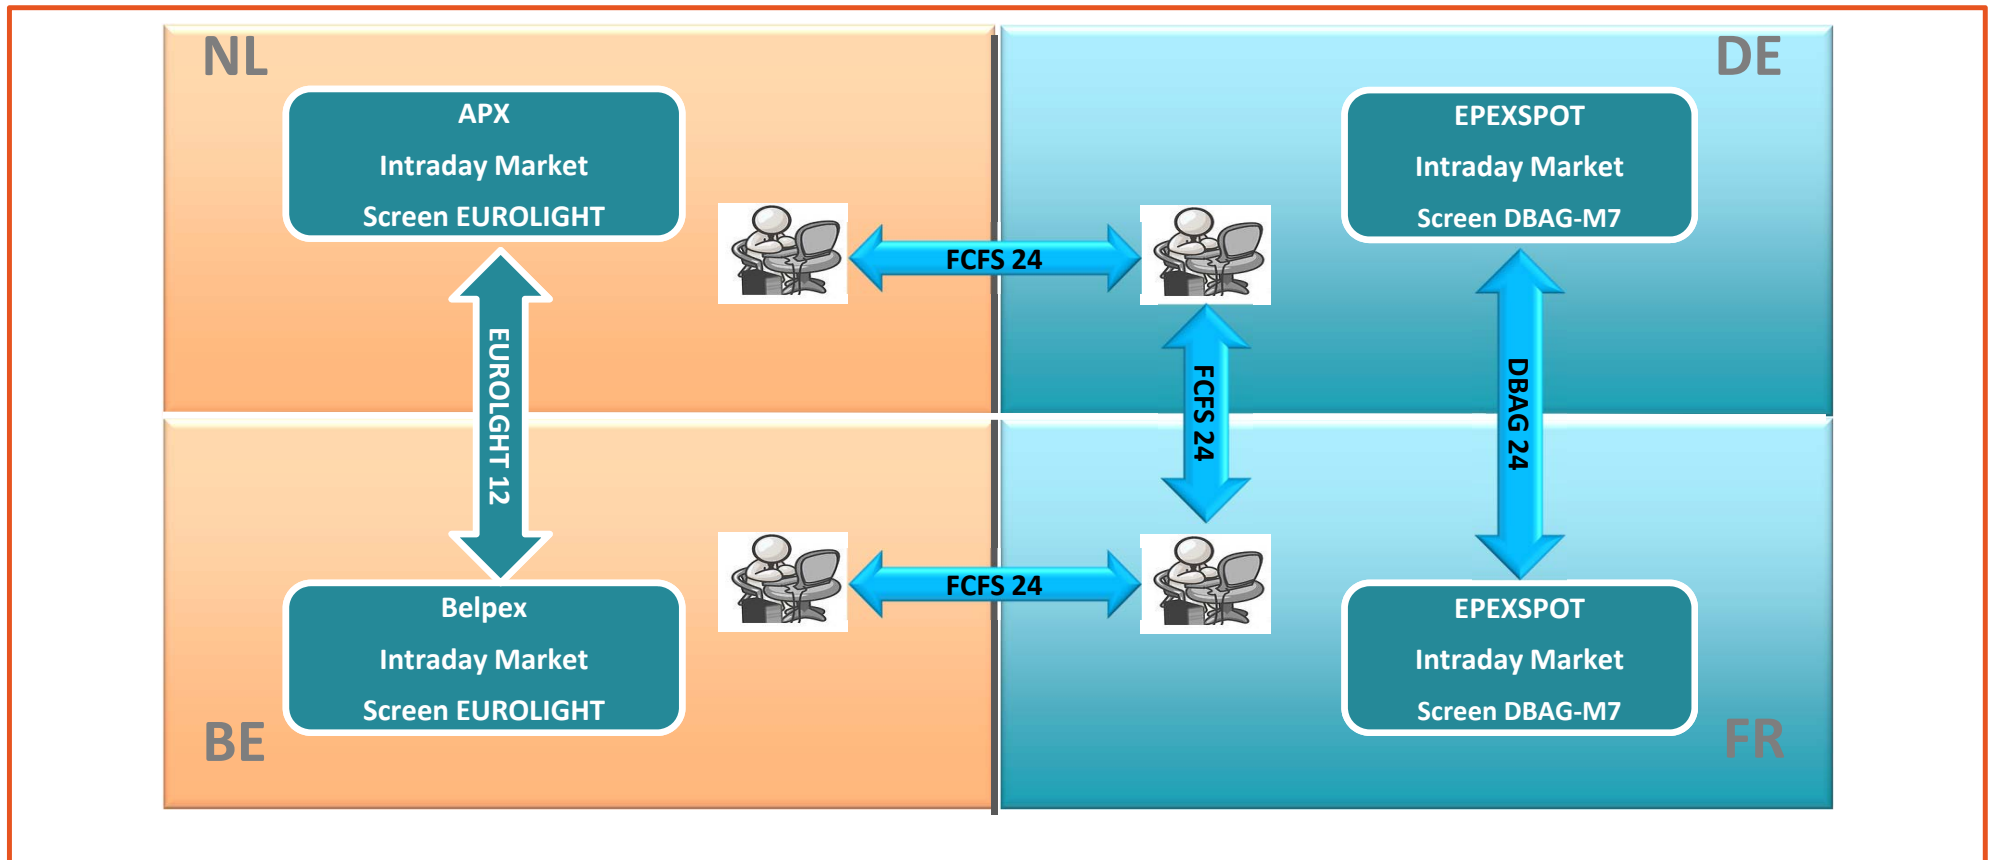 NL
DE
APX
Intraday Market
Screen EUROLIGHT
EPEXSPOT
Intraday Market
Screen DBAG-M7
FCFS 24
EUROLGHT 12
FCFS 24
DBAG 24
FCFS 24
Belpex
Intraday Market
Screen EUROLIGHT
EPEXSPOT
Intraday Market
Screen DBAG-M7
BE
FR